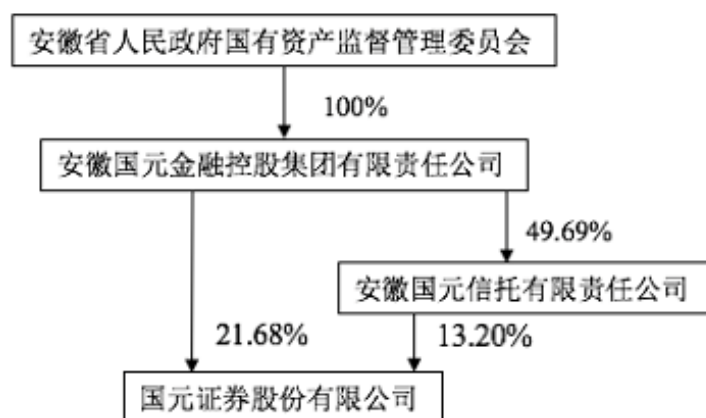 安徽省人民政府国有资产监督管理委员会
100%
安徽国元金融控股集团有限责任公司
49.69%
安徽国元信托有限责任公司
21.68%
13.20%
国元证券股份有限公司